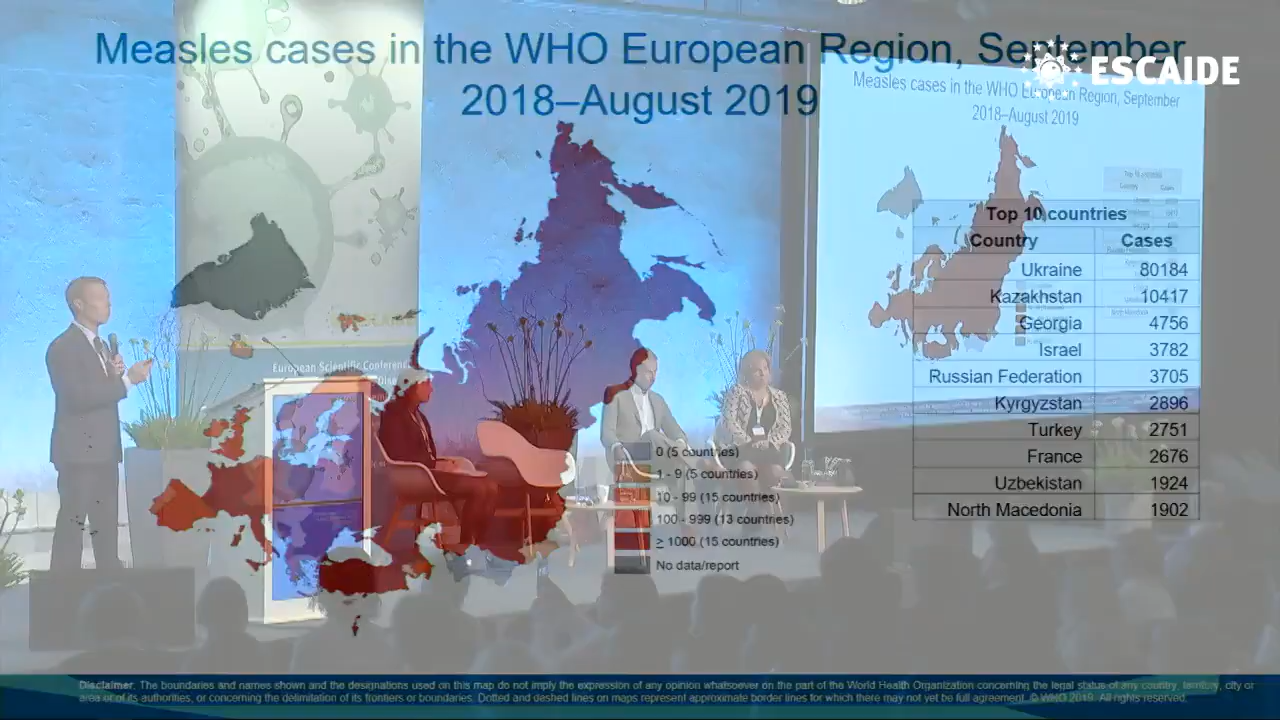 Measles cases in the WHO European Region, September
2018–August 2019
ESCAIDE
Measles cases in the WHO European Region, September
2018–August 2019
Top 10 countries
Country Cases
Ukraine 80184
Kazakhstan 10417
Georgia 4756
Israel 3782
Russian Federation 3705
Kyrgyzstan 2896
Turkey 2751
France 2676
Uzbekistan 1924
North Macedonia 1902
European Scientific Conference
0 (5 countries)
1 - 9 (5 countries)
10 - 99 (15 countries)
100 - 999 (13 countries)
≥ 1000 (15 countries)
No data/report
Disclaimer. The boundaries and names shown and the designations used on this map do not imply the expression of any opinion whatsoever on the part of the World Health Organization concerning the legal status of any country, territory, city or
area or of its authorities, or concerning the delimitation of its frontiers or boundaries. Dotted and dashed lines on maps represent approximate border lines for which there may not yet be full agreement. © WHO 2019. All rights reserved.